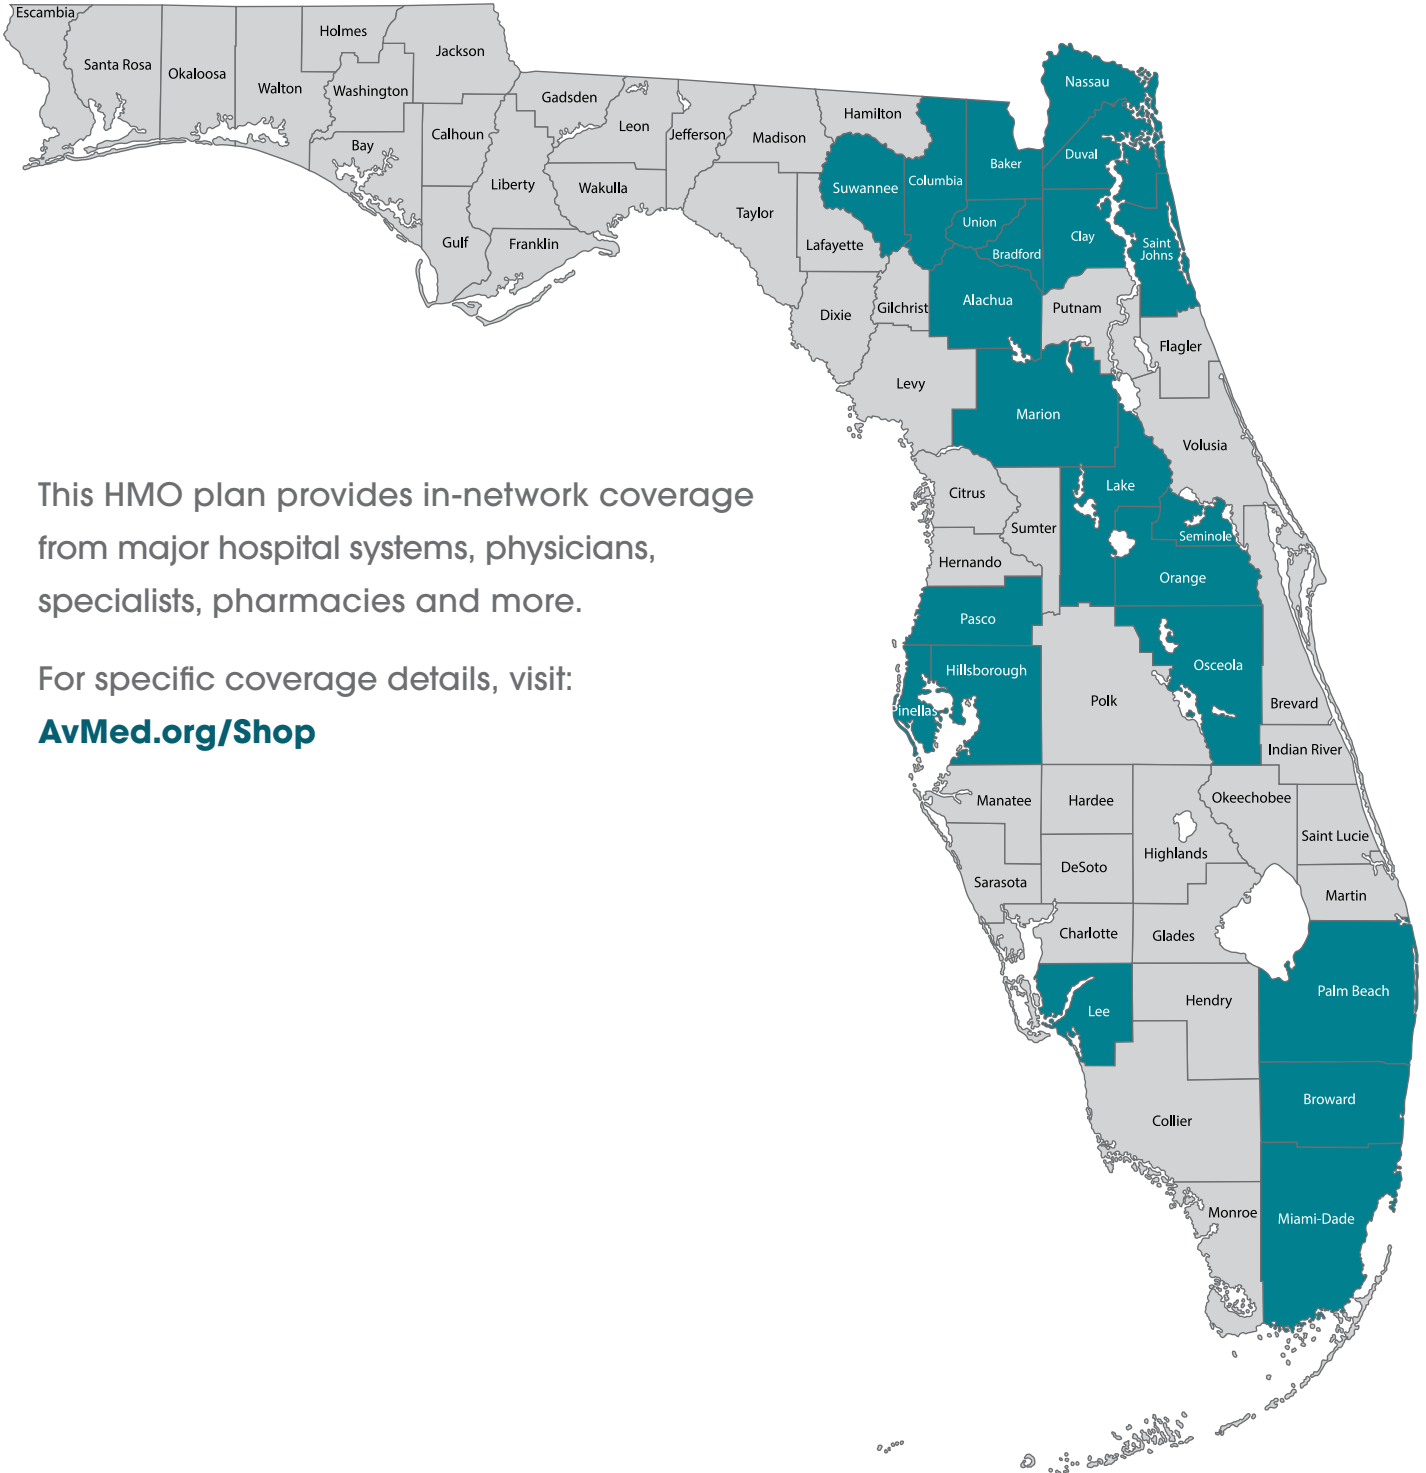 Escambia
Santa Rosa
Okaloosa
Walton
Holmes
Jackson
Washington
Bay
Calhoun
Gulf
Liberty
Gadsden
Leon
Wakulla
Franklin
Jefferson
Madison
Taylor
Hamilton
Suwannee
Lafayette
Dixie
Columbia
Gilchrist
Levy
Baker
Union
Bradford
Alachua
Nassau
Duval
Clay
Saint
Johns
Putnam
Flagler
Marion
Volusia
This HMO plan provides in-network coverage
from major hospital systems, physicians,
specialists, pharmacies and more.
For specific coverage details, visit:
AvMed.org/Shop
Citrus
Sumter
Lake
Hernando
Seminole
Orange
Pasco
Hillsborough
Pinellas
Polk
Osceola
Brevard
Indian River
Manatee
Hardee
Okeechobee
Highlands
Saint Lucie
Sarasota
DeSoto
Martin
Charlotte
Glades
Lee
Hendry
Palm Beach
Broward
Collier
Monroe
Miami-Dade